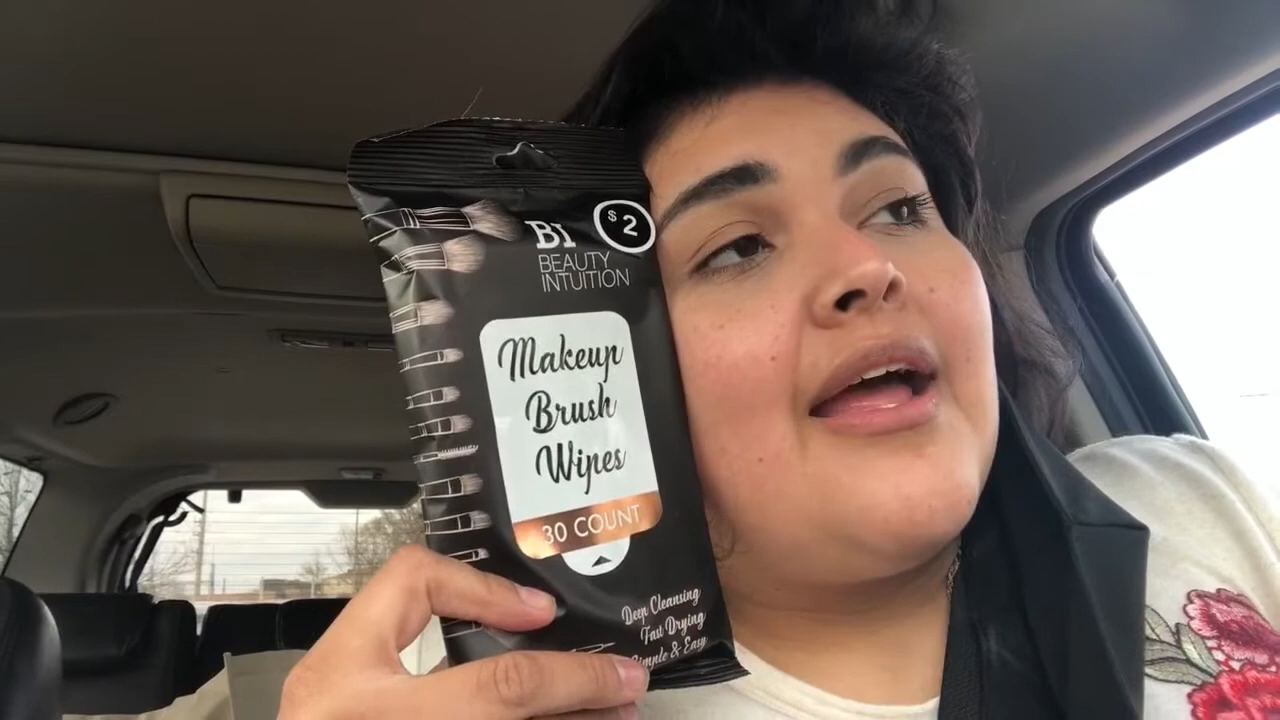 $2
BI
BEAUTY
INTUITION
Makeup
Brush
Wipes
30 COUNT
Deep Cleansing
Fast Drying
Simple & Easy